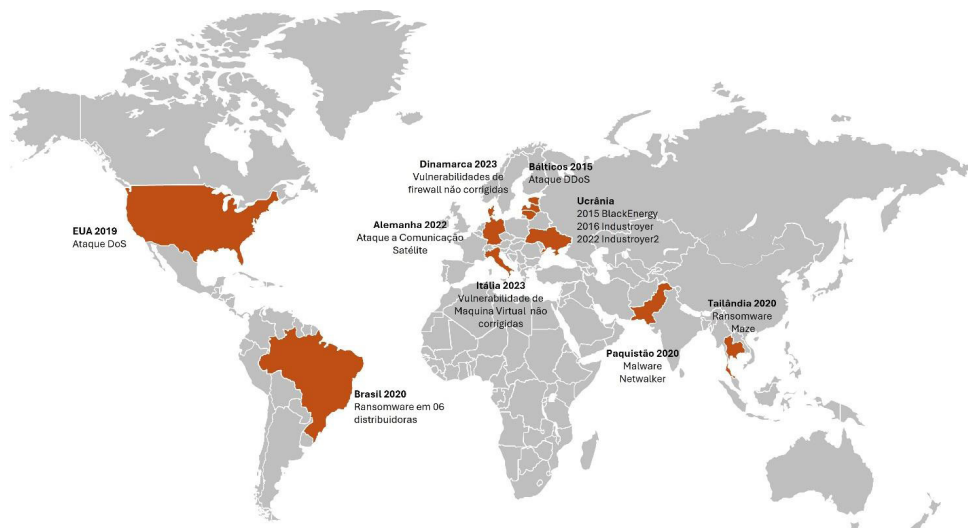 Dinamarca 2023
Vulnerabilidades de
firewall não corrigidas
Bálticos 2015
Ataque DDoS
Ucrânia
2015 BlackEnergy
2016 Industroyer
2022 Industroyer2
EUA 2019
Ataque DoS
Alemanha 2022
Ataque a Comunicação
Satélite
Itália 2023
Vulnerabilidade de
Maquina Virtual não
corrigidas
Tailândia 2020
Ransomware
Maze
Paquistão 2020
Malware
Netwalker
Brasil 2020
Ransomware em 06
distribuidoras